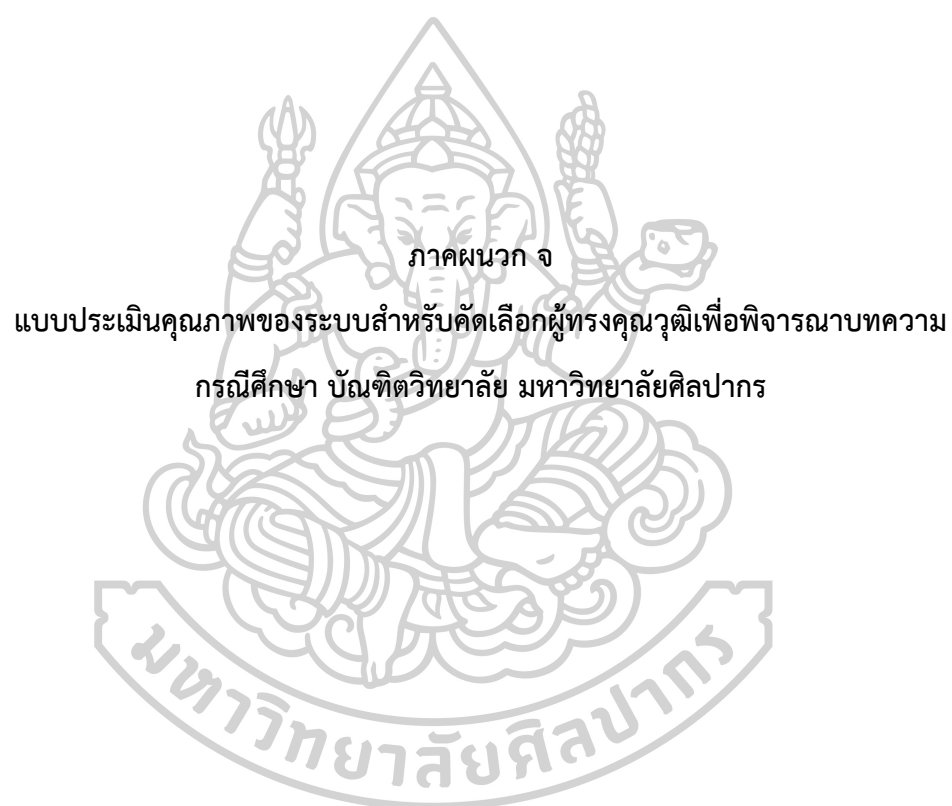 ภาคผนวก จ
แบบประเมินคุณภาพของระบบสำหรับคัดเลือกผู้ทรงคุณวุฒิเพื่อพิจารณาบทความ
กรณีศึกษา บัณฑิตวิทยาลัย มหาวิทยาลัยศิลปากร
มหาวิทยาลัยศิลปากร